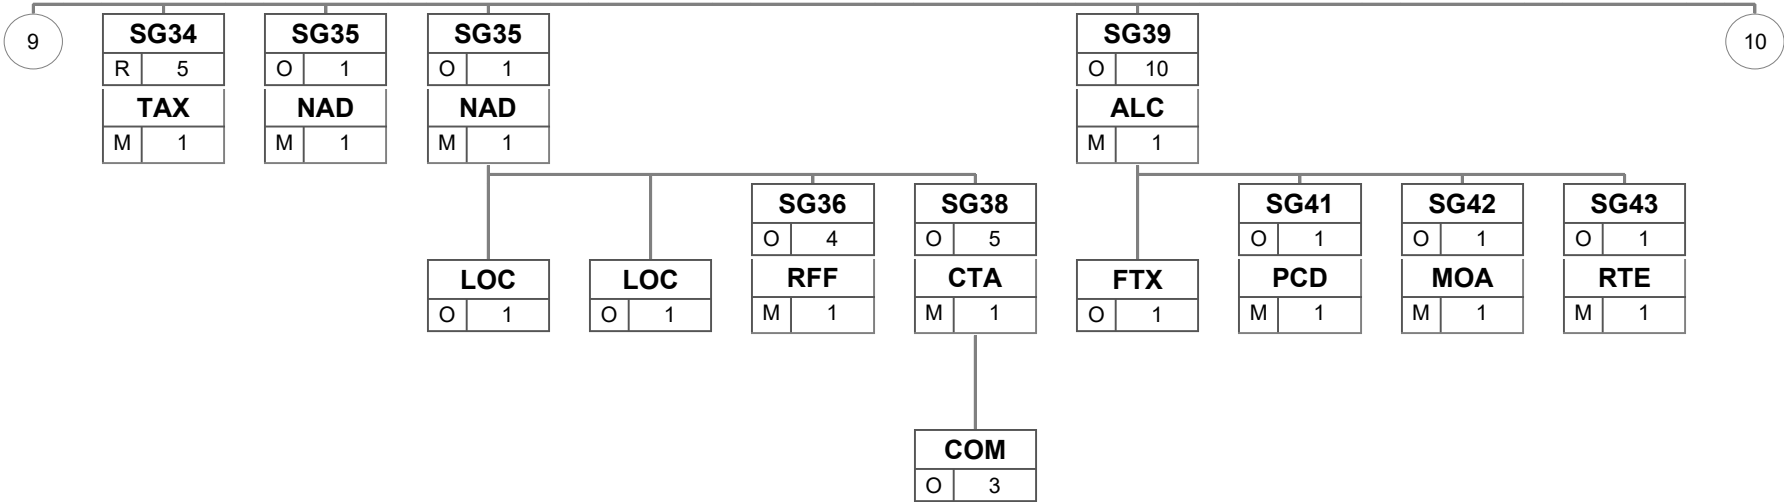 9
SG34
R 5
TAX
M 1
SG35
O 1
NAD
M 1
SG35
O 1
NAD
M 1
SG39
O 10
ALC
M 1
10
LOC
O 1
LOC
O 1
SG36
O 4
RFF
M 1
SG38
O 5
CTA
M 1
FTX
O 1
SG41
O 1
PCD
M 1
SG42
O 1
MOA
M 1
SG43
O 1
RTE
M 1
COM
O 3